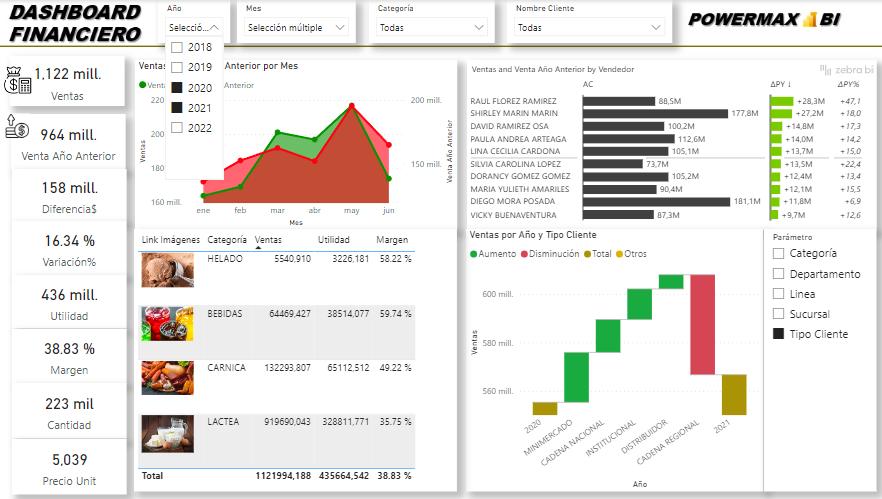 DASHBOARD
FINANCIERO
Año
Selecció...
Mes
Selección múltiple
Categoría
Todas
Nombre Cliente
Todas
POWERMAX BI
2018
2019
2020
2021
2022
1,122 mill.
Ventas
964 mill.
Venta Año Anterior
158 mill.
Diferencia$
16.34 %
Variación%
436 mill.
Utilidad
38.83 %
Margen
223 mil
Cantidad
5,039
Precio Unit
Ventas
Anterior por Mes
Ventas
Anterior
220
200
180
160 mill.
200 mill.
150 mill.
Ventas
Venta Año Anterior
ene feb mar abr may jun
Mes
Ventas and Venta Año Anterior by Vendedor
zebra bi
AC ΔPY ↓ ΔPY%
RAUL FLOREZ RAMIREZ 88,5M +28,3M +47,1
SHIRLEY MARIN MARIN 177,8M +27,2M +18,0
DAVID RAMIREZ OSA 100,2M +14,8M +17,3
PAULA ANDREA ARTEAGA 112,6M +14,0M +14,2
LINA CECILIA CARDONA 105,1M +13,7M +15,0
SILVIA CAROLINA LOPEZ 73,7M +13,5M +22,4
DORANCY GOMEZ GOMEZ 105,2M +12,4M +13,4
MARIA YULIETH AMARILES 90,4M +12,1M +15,5
DIEGO MORA POSADA 181,1M +11,8M +6,9
VICKY BUENAVENTURA 87,3M +9,7M +12,6
Link Imágenes Categoría Ventas Utilidad Margen
HELADO 5540,910 3226,181 58.22 %
BEBIDAS 64469,427 38514,077 59.74 %
CARNICA 132293,807 65112,512 49.22 %
LACTEA 919690,043 328811,771 35.75 %
Total 1121994,188 435664,542 38.83 %
Ventas por Año y Tipo Cliente
Aumento Disminución Total Otros
600 mill.
580 mill.
560 mill.
Ventas
2020 MINIMERCADO CADENA NACIONAL INSTITUCIONAL DISTRIBUIDOR CADENA REGIONAL 2021
Año
Parámetro
Categoría
Departamento
Linea
Sucursal
Tipo Cliente